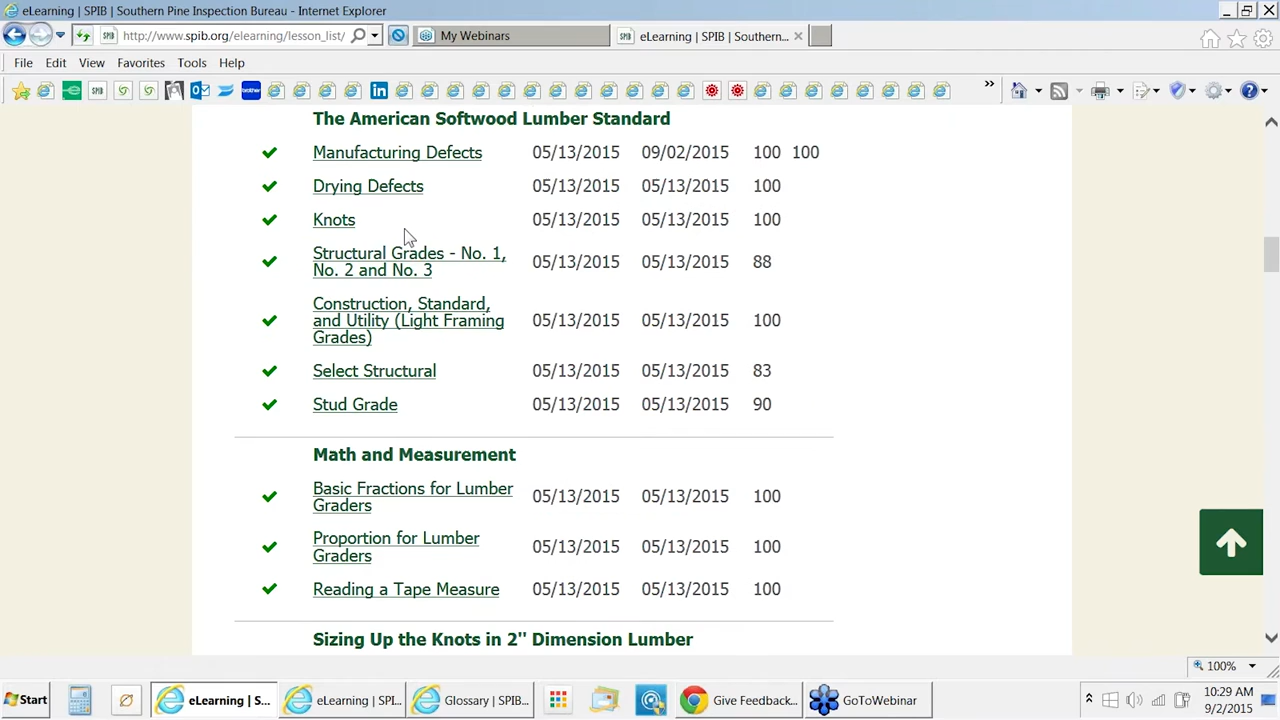 eLearning | SPIB | Southern Pine Inspection Bureau - Internet Explorer
http://www.spib.org/elearning/lesson_list/
My Webinars
SPIB eLearning | SPIB | Southern...
File Edit View Favorites Tools Help
The American Softwood Lumber Standard
Manufacturing Defects 05/13/2015 09/02/2015 100 100
Drying Defects 05/13/2015 05/13/2015 100
Knots 05/13/2015 05/13/2015 100
Structural Grades - No. 1,
No. 2 and No. 3 05/13/2015 05/13/2015 88
Construction, Standard,
and Utility (Light Framing 05/13/2015 05/13/2015 100
Grades)
Select Structural 05/13/2015 05/13/2015 83
Stud Grade 05/13/2015 05/13/2015 90
Math and Measurement
Basic Fractions for Lumber
Graders 05/13/2015 05/13/2015 100
Proportion for Lumber
Graders 05/13/2015 05/13/2015 100
Reading a Tape Measure 05/13/2015 05/13/2015 100
Sizing Up the Knots in 2" Dimension Lumber
100%
Start eLearning | S... eLearning | SPI... Glossary | SPIB... Give Feedback... GoToWebinar 10:29 AM
9/2/2015